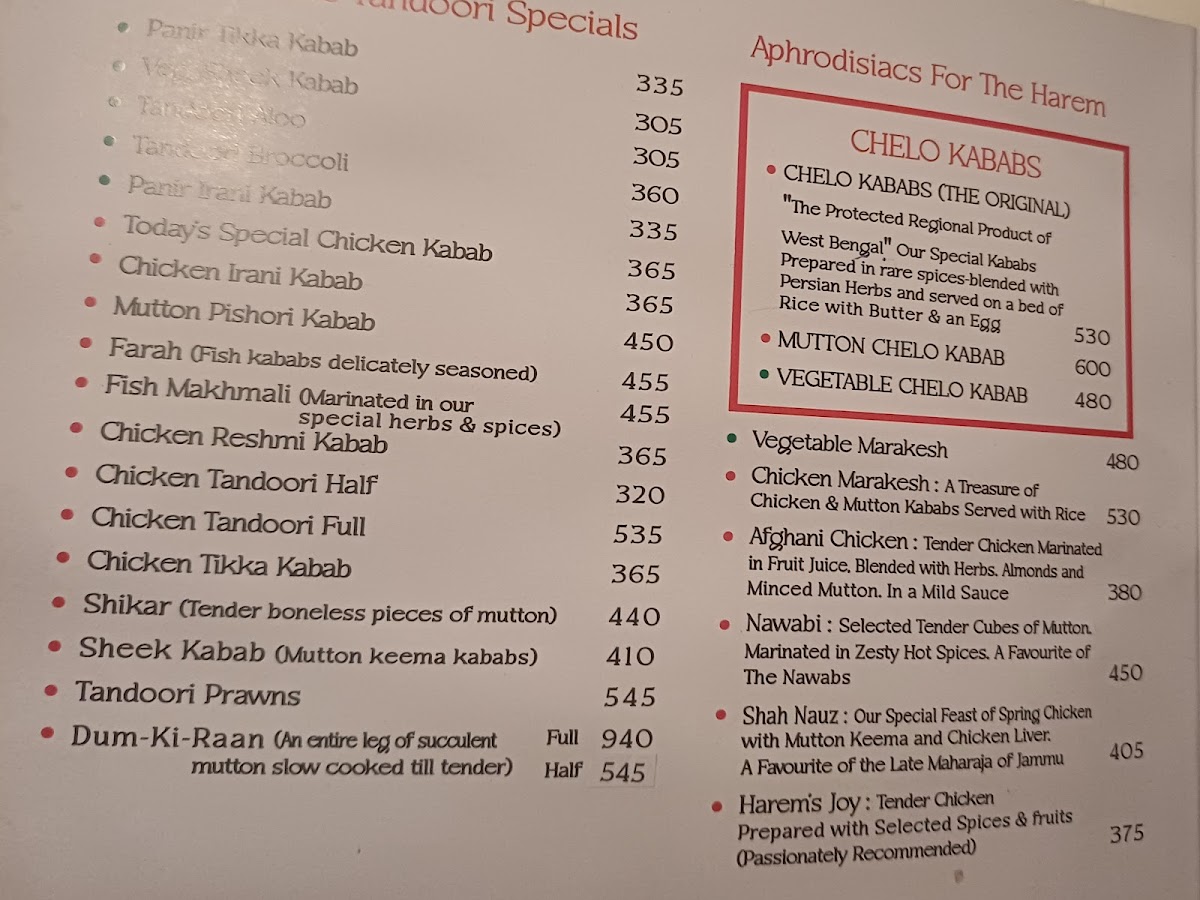 Tandoori Specials
Panir Tikka Kabab 335
Veg. Sheek Kabab 305
Tandoori Aloo 305
Tandoori Broccoli 360
Panir Irani Kabab 335
Today's Special Chicken Kabab 365
Chicken Irani Kabab 365
Mutton Pishori Kabab 450
Farah (Fish kababs delicately seasoned) 455
Fish Makhmali (Marinated in our 455
special herbs & spices)
Chicken Reshmi Kabab 365
Chicken Tandoori Half 320
Chicken Tandoori Full 535
Chicken Tikka Kabab 365
Shikar (Tender boneless pieces of mutton) 440
Sheek Kabab (Mutton keema kababs) 410
Tandoori Prawns 545
Dum-Ki-Raan (An entire leg of succulent Full 940
mutton slow cooked till tender) Half 545
Aphrodisiacs For The Harem
CHELO KABABS
CHELO KABABS (THE ORIGINAL)
"The Protected Regional Product of
West Bengal" Our Special Kababs
Prepared in rare spices-blended with
Persian Herbs and served on a bed of
Rice with Butter & an Egg 530
MUTTON CHELO KABAB 600
VEGETABLE CHELO KABAB 480
Vegetable Marakesh 480
Chicken Marakesh : A Treasure of
Chicken & Mutton Kababs Served with Rice 530
Afghani Chicken : Tender Chicken Marinated
in Fruit Juice, Blended with Herbs, Almonds and
Minced Mutton. In a Mild Sauce 380
Nawabi : Selected Tender Cubes of Mutton.
Marinated in Zesty Hot Spices. A Favourite of
The Nawabs 450
Shah Nauz : Our Special Feast of Spring Chicken
with Mutton Keema and Chicken Liver.
A Favourite of the Late Maharaja of Jammu 405
Harem's Joy : Tender Chicken
Prepared with Selected Spices & fruits
(Passionately Recommended) 375